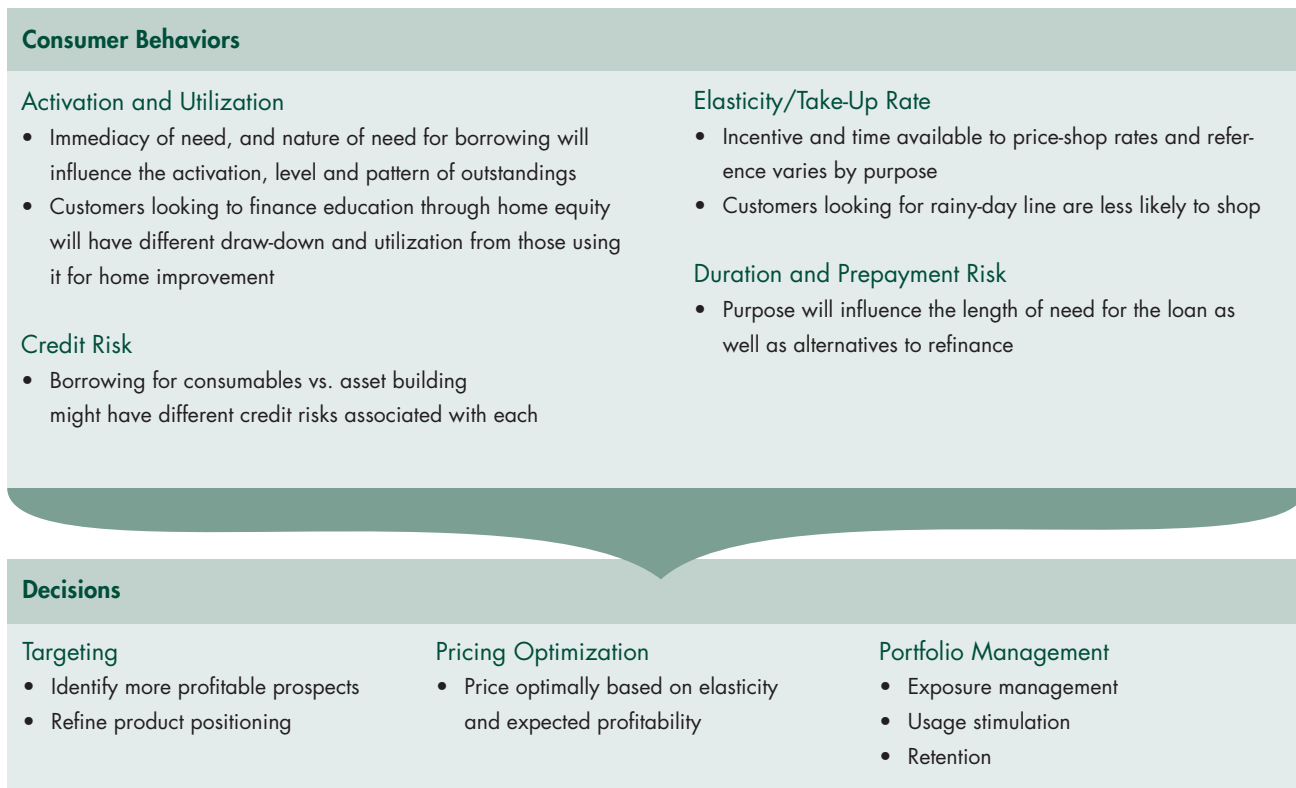 Consumer Behaviors
Activation and Utilization
• Immediacy of need, and nature of need for borrowing will
influence the activation, level and pattern of outstandings
• Customers looking to finance education through home equity
will have different draw-down and utilization from those using
it for home improvement
Credit Risk
• Borrowing for consumables vs. asset building
might have different credit risks associated with each
Elasticity/Take-Up Rate
• Incentive and time available to price-shop rates and refer-
ence varies by purpose
• Customers looking for rainy-day line are less likely to shop
Duration and Prepayment Risk
• Purpose will influence the length of need for the loan as
well as alternatives to refinance
Decisions
Targeting
• Identify more profitable prospects
• Refine product positioning
Pricing Optimization
• Price optimally based on elasticity
and expected profitability
Portfolio Management
• Exposure management
• Usage stimulation
• Retention